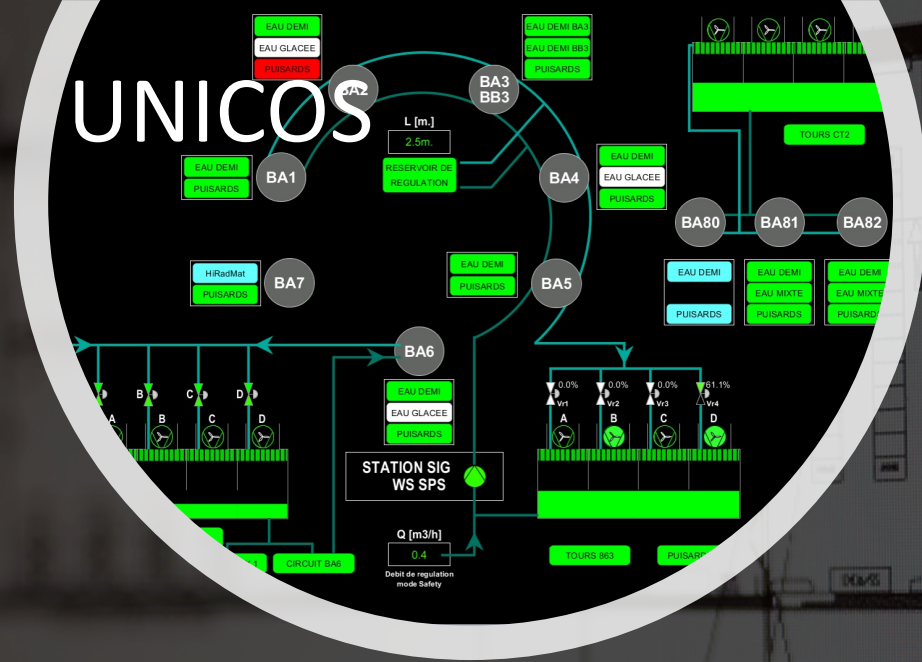 UNICOS
EAU DEMI
EAU GLACEE
PUISARDS
BA2
EAU DEMI BA3
EAU DEMI BB3
PUISARDS
BA3
BB3
L [m.]
2.5m.
RESERVOIR DE
REGULATION
EAU DEMI
PUISARDS
BA1
BA4
EAU DEMI
EAU GLACEE
PUISARDS
TOURS CT2
BA80
BA81
BA82
EAU DEMI
PUISARDS
EAU DEMI
EAU MIXTE
PUISARDS
EAU DEMI
EAU MIXTE
PUISARDS
HiRadMat
PUISARDS
BA7
EAU DEMI
PUISARDS
BA5
BA6
EAU DEMI
EAU GLACEE
PUISARDS
B
C
D
A
B
C
D
0.0%
Vr1
0.0%
Vr2
0.0%
Vr3
61.1%
Vr4
A
B
C
D
STATION SIG
WS SPS
Q [m3/h]
0.4
Debit de regulation
mode Safety
CIRCUIT BA6
TOURS 863